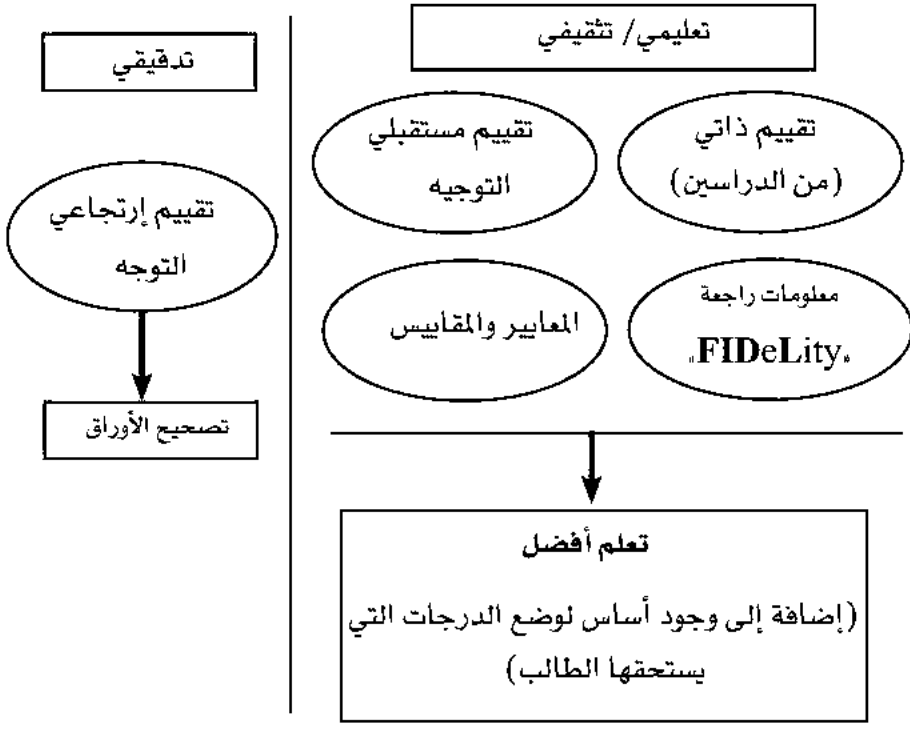 تعليمي/ تثقيفي
تقييم ذاتي
(من الدراسين)
تقييم مستقبلي
التوجيه
معلومات راجعة
"FIDeLity"
المعايير والمقاييس
تعلم أفضل
(إضافة إلى وجود أساس لوضع الدرجات التي
يستحقها الطالب)
تدقيقي
تقييم إرتجاعي
التوجه
تصحيح الأوراق